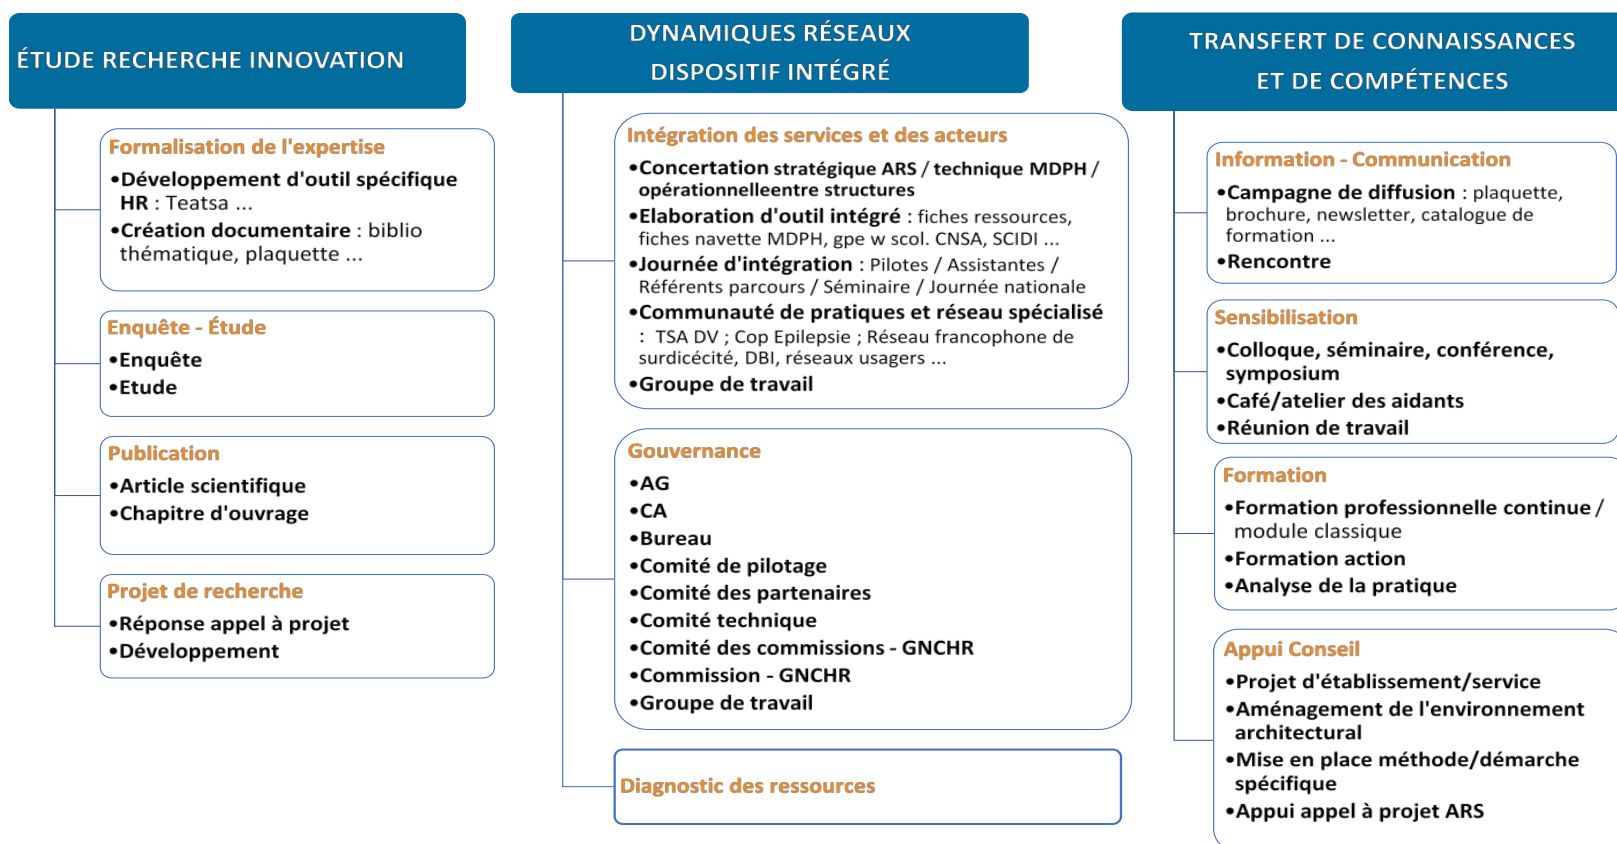 ÉTUDE RECHERCHE INNOVATION
Formalisation de l'expertise
•Développement d'outil spécifique
HR : Teatsa ...
•Création documentaire : biblio
thématique, plaquette ...
Enquête - Étude
•Enquête
•Etude
Publication
•Article scientifique
•Chapitre d'ouvrage
Projet de recherche
•Réponse appel à projet
•Développement
DYNAMIQUES RÉSEAUX
DISPOSITIF INTÉGRÉ
Intégration des services et des acteurs
•Concertation stratégique ARS / technique MDPH /
opérationnelleentre structures
•Elaboration d'outil intégré : fiches ressources,
fiches navette MDPH, gpe w scol. CNSA, SCIDI ...
•Journée d'intégration : Pilotes / Assistantes /
Référents parcours / Séminaire / Journée nationale
•Communauté de pratiques et réseau spécialisé
: TSA DV ; Cop Epilepsie ; Réseau francophone de
surdicécité, DBI, réseaux usagers ...
•Groupe de travail
Gouvernance
•AG
•CA
•Bureau
•Comité de pilotage
•Comité des partenaires
•Comité technique
•Comité des commissions - GNCHR
•Commission - GNCHR
•Groupe de travail
Diagnostic des ressources
TRANSFERT DE CONNAISSANCES
ET DE COMPÉTENCES
Information - Communication
•Campagne de diffusion : plaquette,
brochure, newsletter, catalogue de
formation ...
•Rencontre
Sensibilisation
•Colloque, séminaire, conférence,
symposium
•Café/atelier des aidants
•Réunion de travail
Formation
•Formation professionnelle continue /
module classique
•Formation action
•Analyse de la pratique
Appui Conseil
•Projet d'établissement/service
•Aménagement de l'environnement
architectural
•Mise en place méthode/démarche
spécifique
•Appui appel à projet ARS